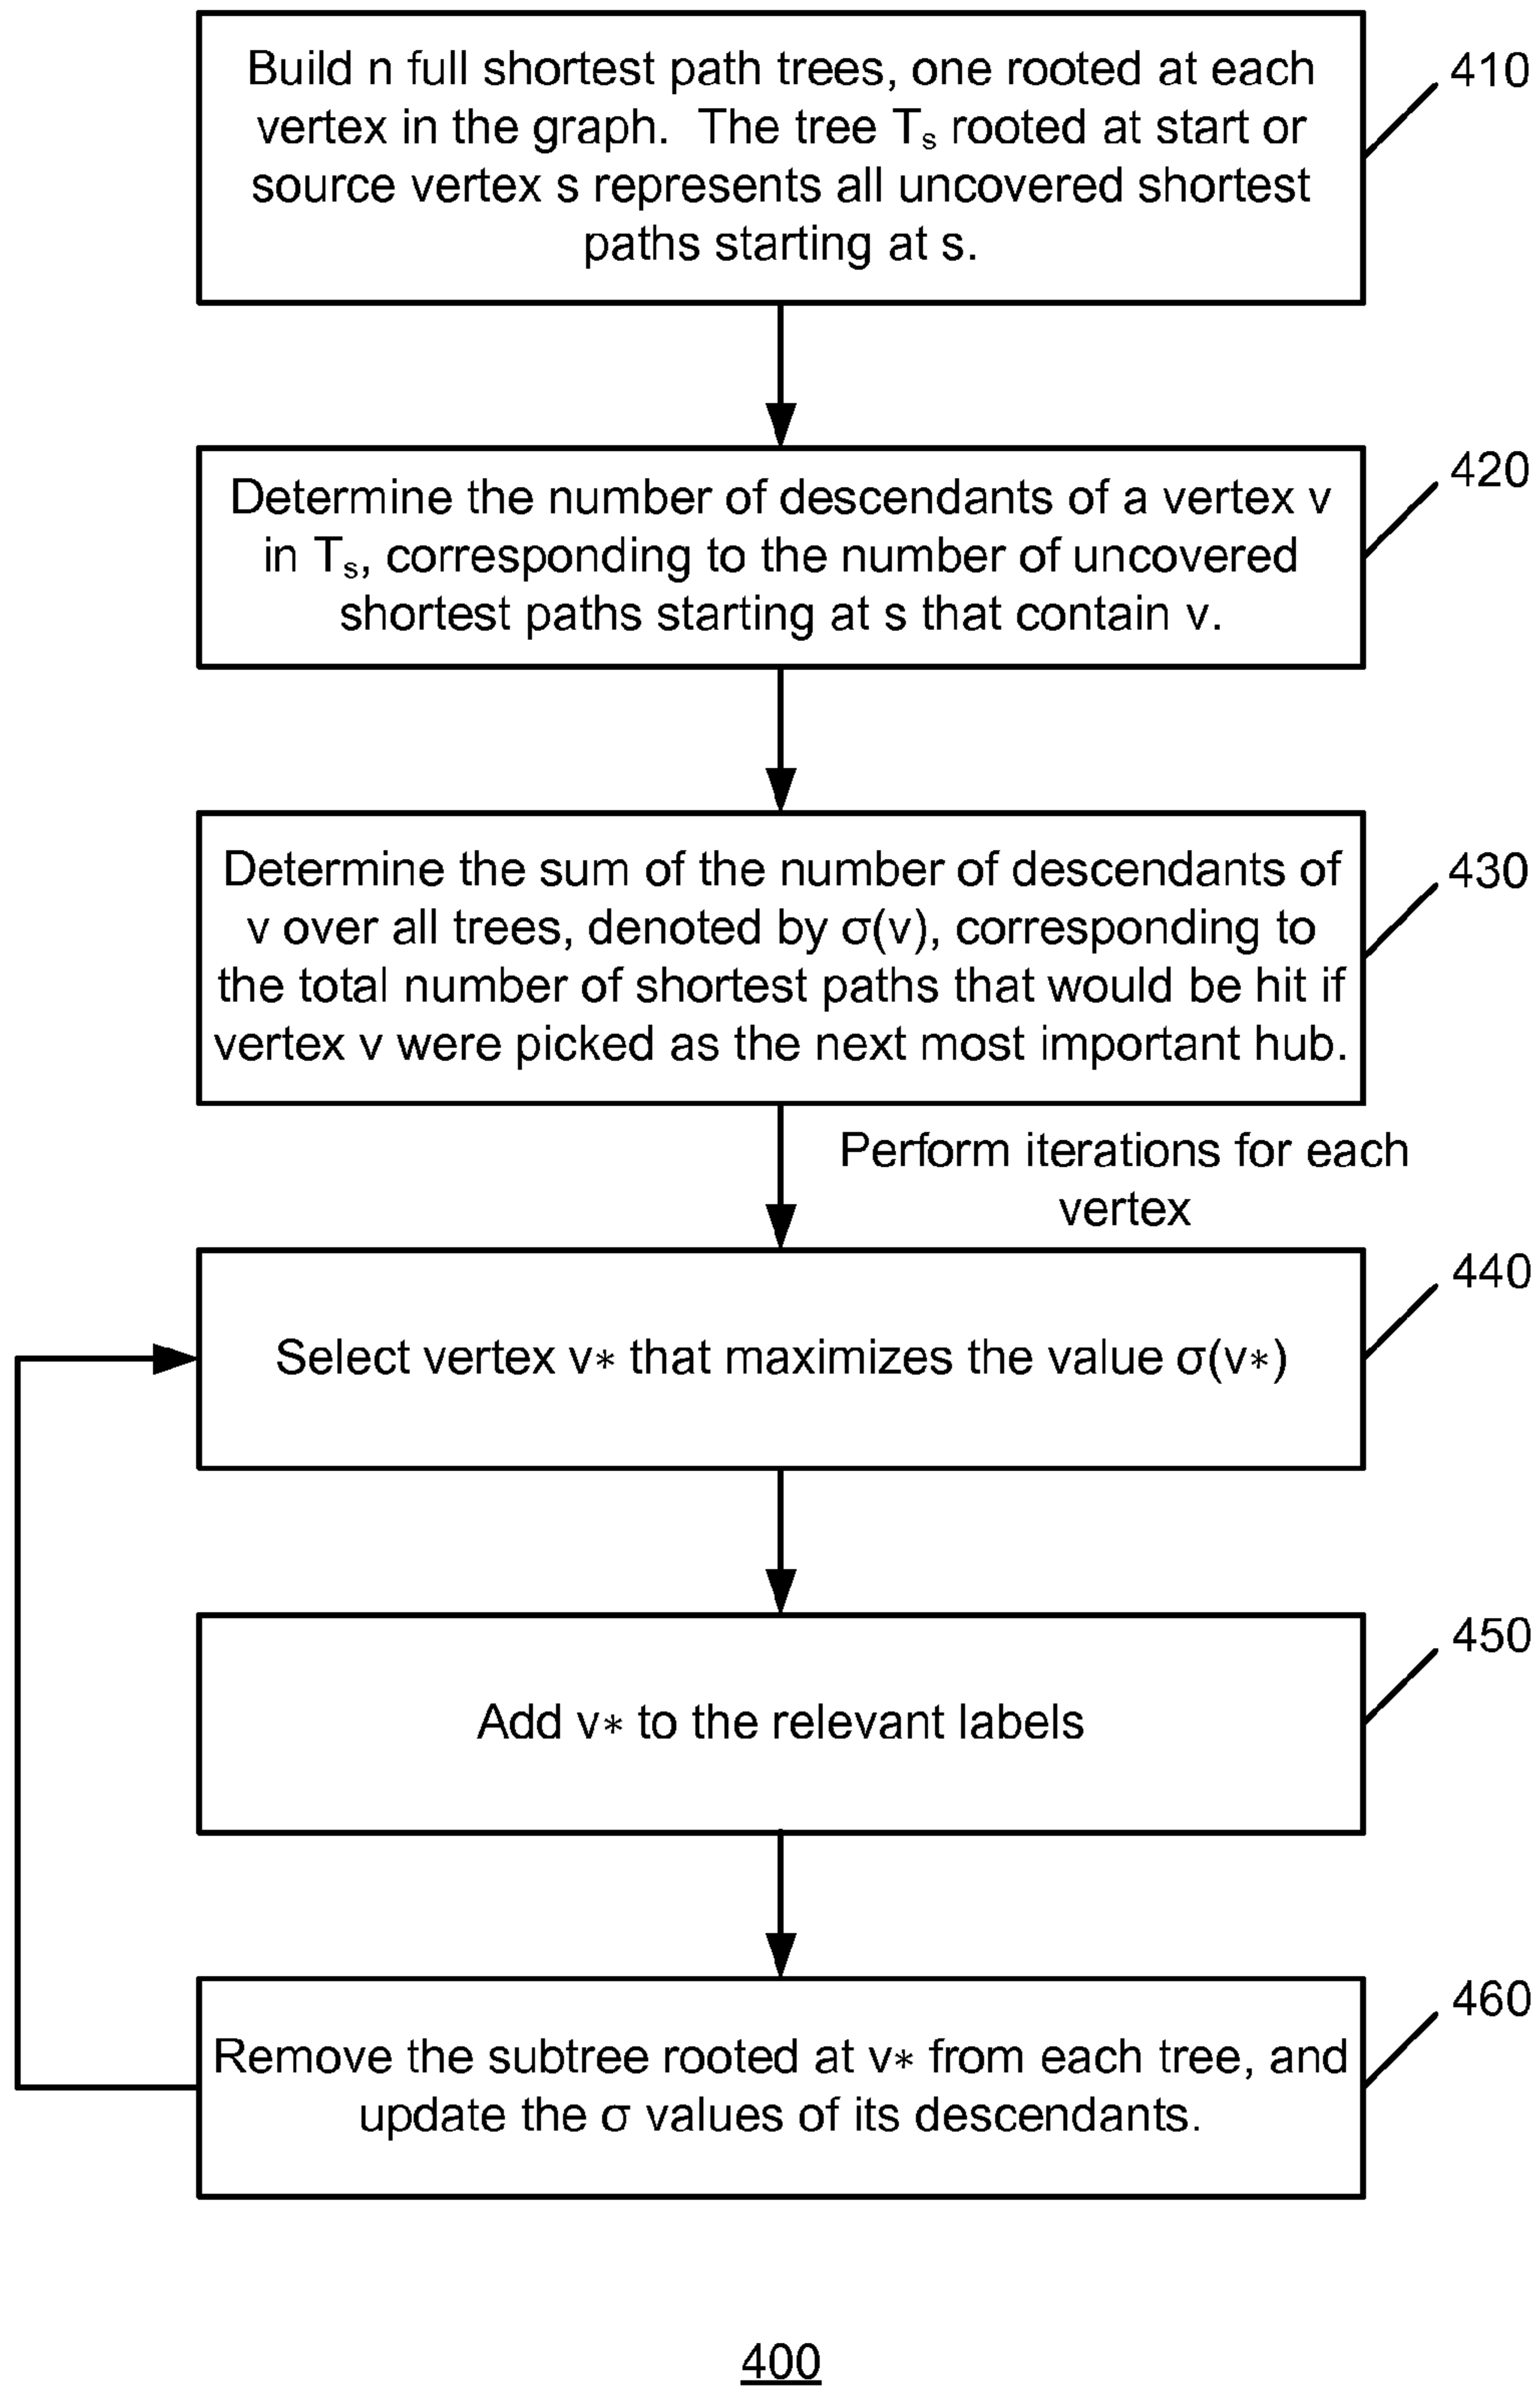 Build n full shortest path trees, one rooted at each
vertex in the graph.  The tree Tₛ rooted at start or
source vertex s represents all uncovered shortest
paths starting at s.
410
Determine the number of descendants of a vertex v
in Tₛ, corresponding to the number of uncovered
shortest paths starting at s that contain v.
420
Determine the sum of the number of descendants of
v over all trees, denoted by σ(v), corresponding to
the total number of shortest paths that would be hit if
vertex v were picked as the next most important hub.
430
Perform iterations for each
vertex
Select vertex v* that maximizes the value σ(v*)
440
Add v* to the relevant labels
450
Remove the subtree rooted at v* from each tree, and
update the σ values of its descendants.
460
400